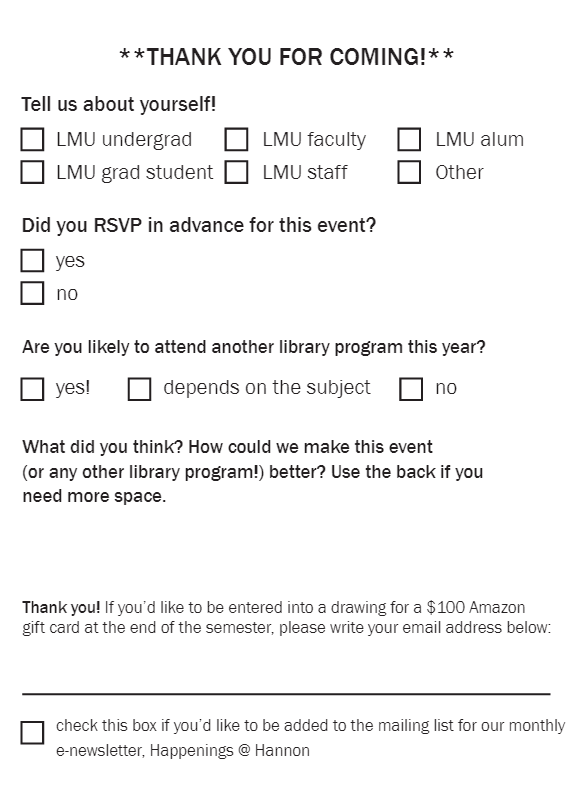 **THANK YOU FOR COMING!**
Tell us about yourself!
LMU undergrad LMU faculty LMU alum
LMU grad student LMU staff Other
Did you RSVP in advance for this event?
yes
no
Are you likely to attend another library program this year?
yes! depends on the subject no
What did you think? How could we make this event
(or any other library program!) better? Use the back if you
need more space.
Thank you! If you'd like to be entered into a drawing for a $100 Amazon
gift card at the end of the semester, please write your email address below:
check this box if you'd like to be added to the mailing list for our monthly
e-newsletter, Happenings @ Hannon